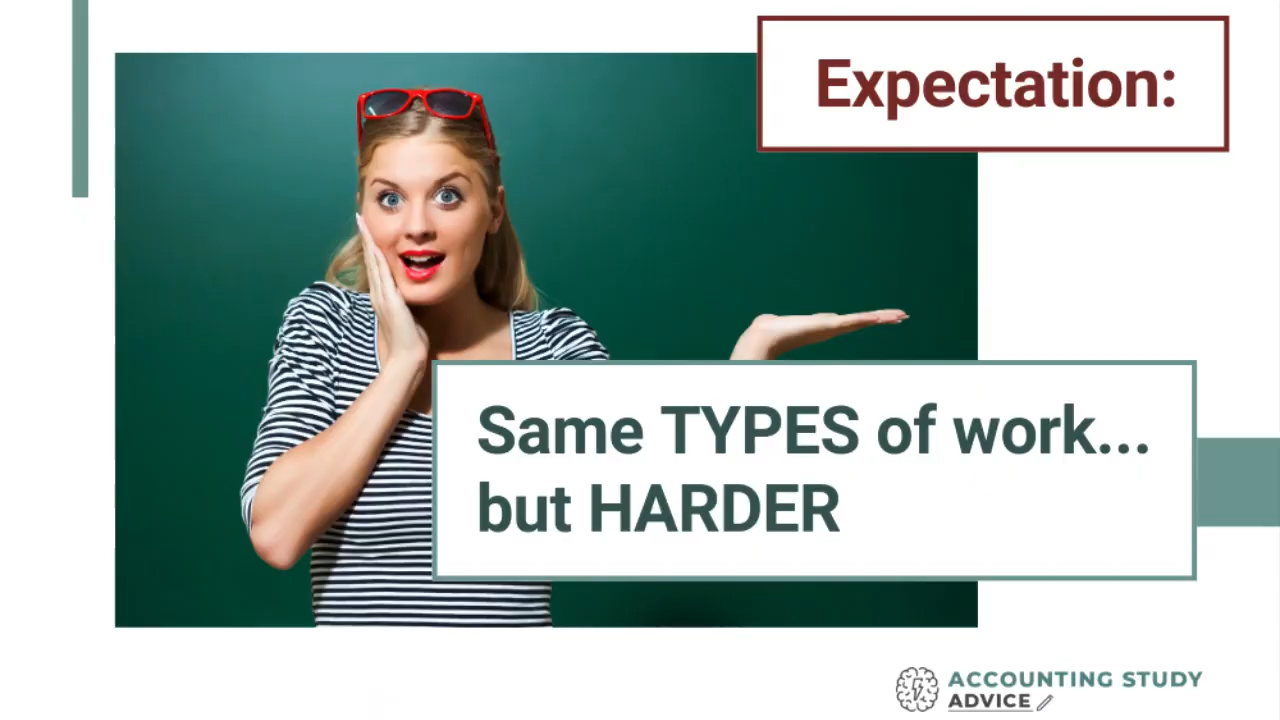 Expectation:
Same TYPES of work...
but HARDER
ACCOUNTING STUDY
ADVICE